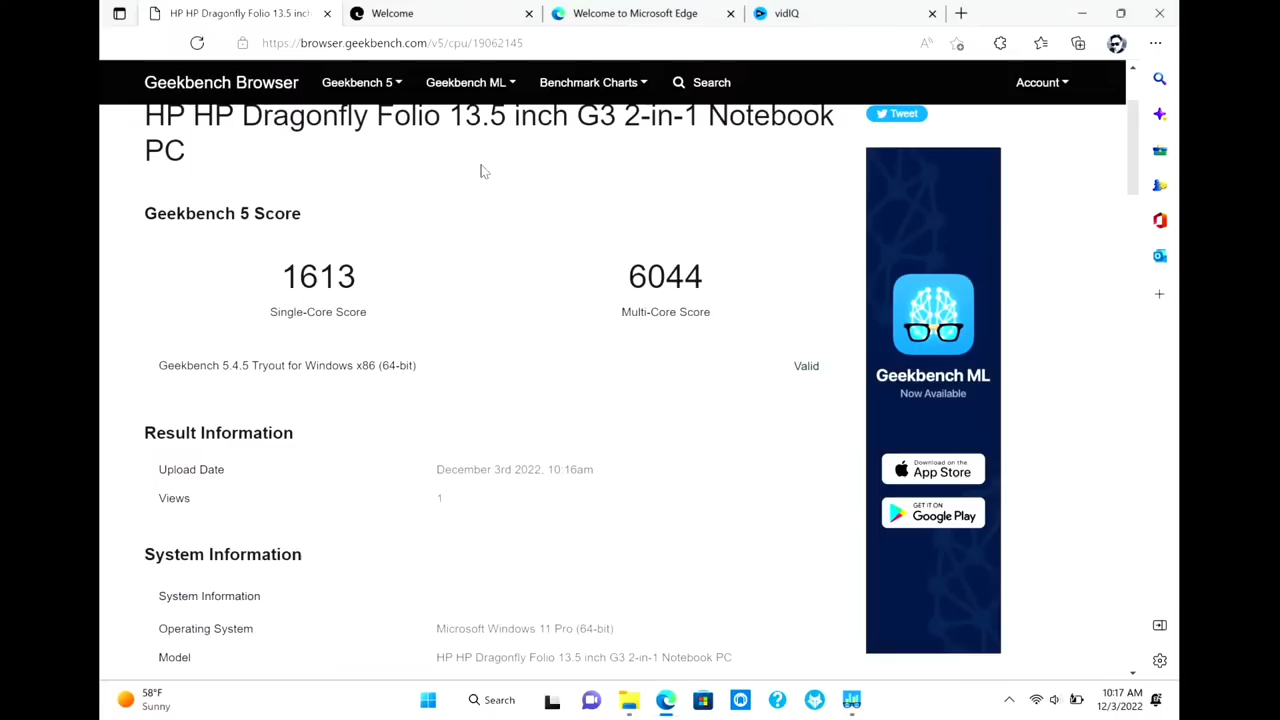 HP HP Dragonfly Folio 13.5 inc
Welcome
Welcome to Microsoft Edge
vidIQ
https://browser.geekbench.com/v5/cpu/19062145
Geekbench Browser
Geekbench 5
Geekbench ML
Benchmark Charts
Search
Account
HP HP Dragonfly Folio 13.5 inch G3 2-in-1 Notebook
PC
Tweet
Geekbench 5 Score
1613
6044
Single-Core Score
Multi-Core Score
Geekbench 5.4.5 Tryout for Windows x86 (64-bit)
Valid
Geekbench ML
Now Available
Download on the
App Store
GET IT ON
Google Play
Result Information
Upload Date
December 3rd 2022, 10:16am
Views
1
System Information
System Information
Operating System
Microsoft Windows 11 Pro (64-bit)
Model
HP HP Dragonfly Folio 13.5 inch G3 2-in-1 Notebook PC
58°F
Sunny
Search
10:17 AM
12/3/2022